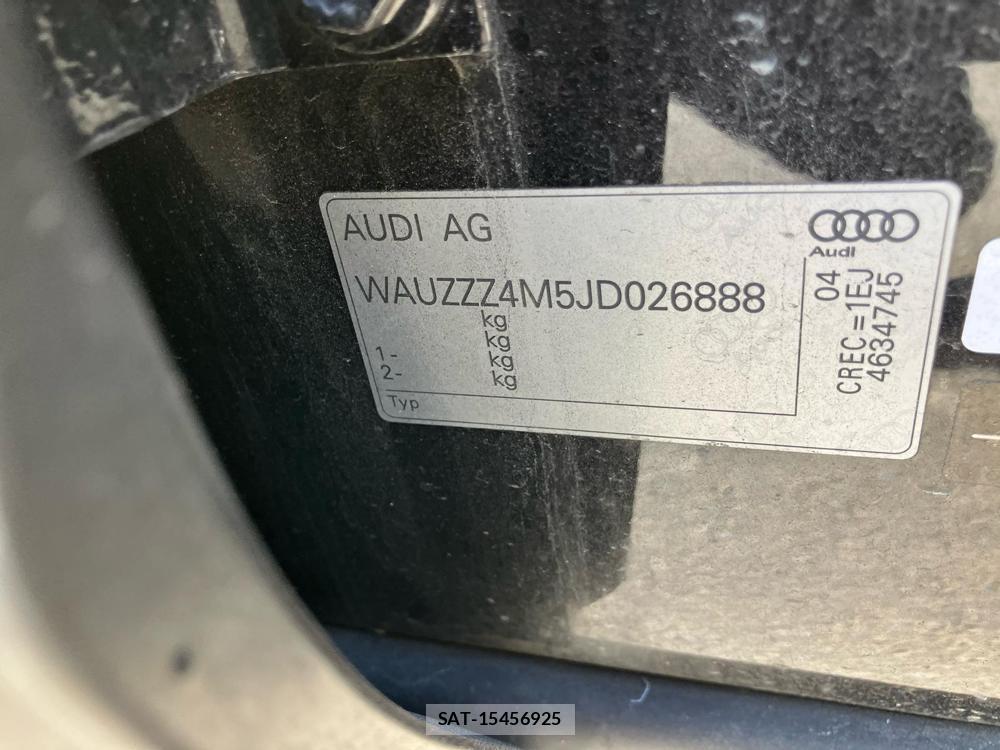 AUDI AG
Audi
WAUZZZ4M5JD026888
kg
kg
1- kg
2- kg
Typ
04
CREC=1EJ
4634745
SAT-15456925